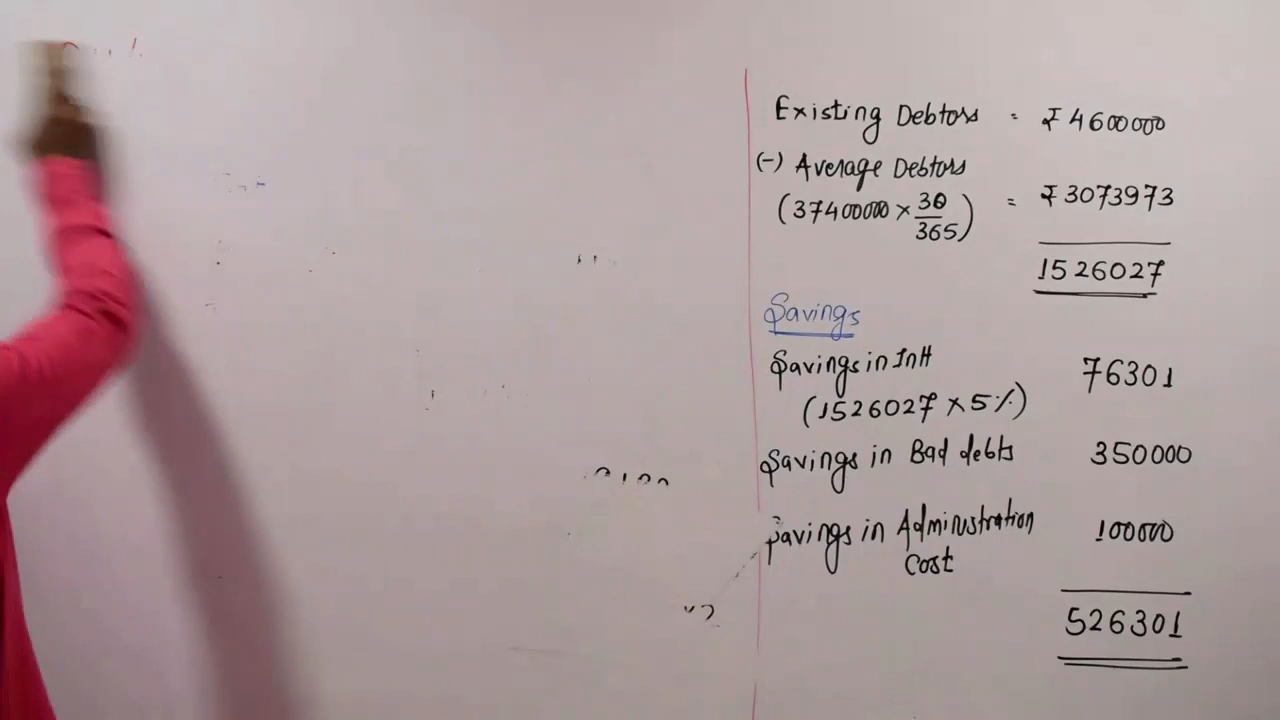 Existing Debtors = ₹4600000
(-) Average Debtors
(37400000 × 30/365) = ₹3073973
1526027
Savings
Savings in Int
76301
(1526027 × 5%)
Savings in Bad debts 350000
Savings in Administration 100000
Cost
526301